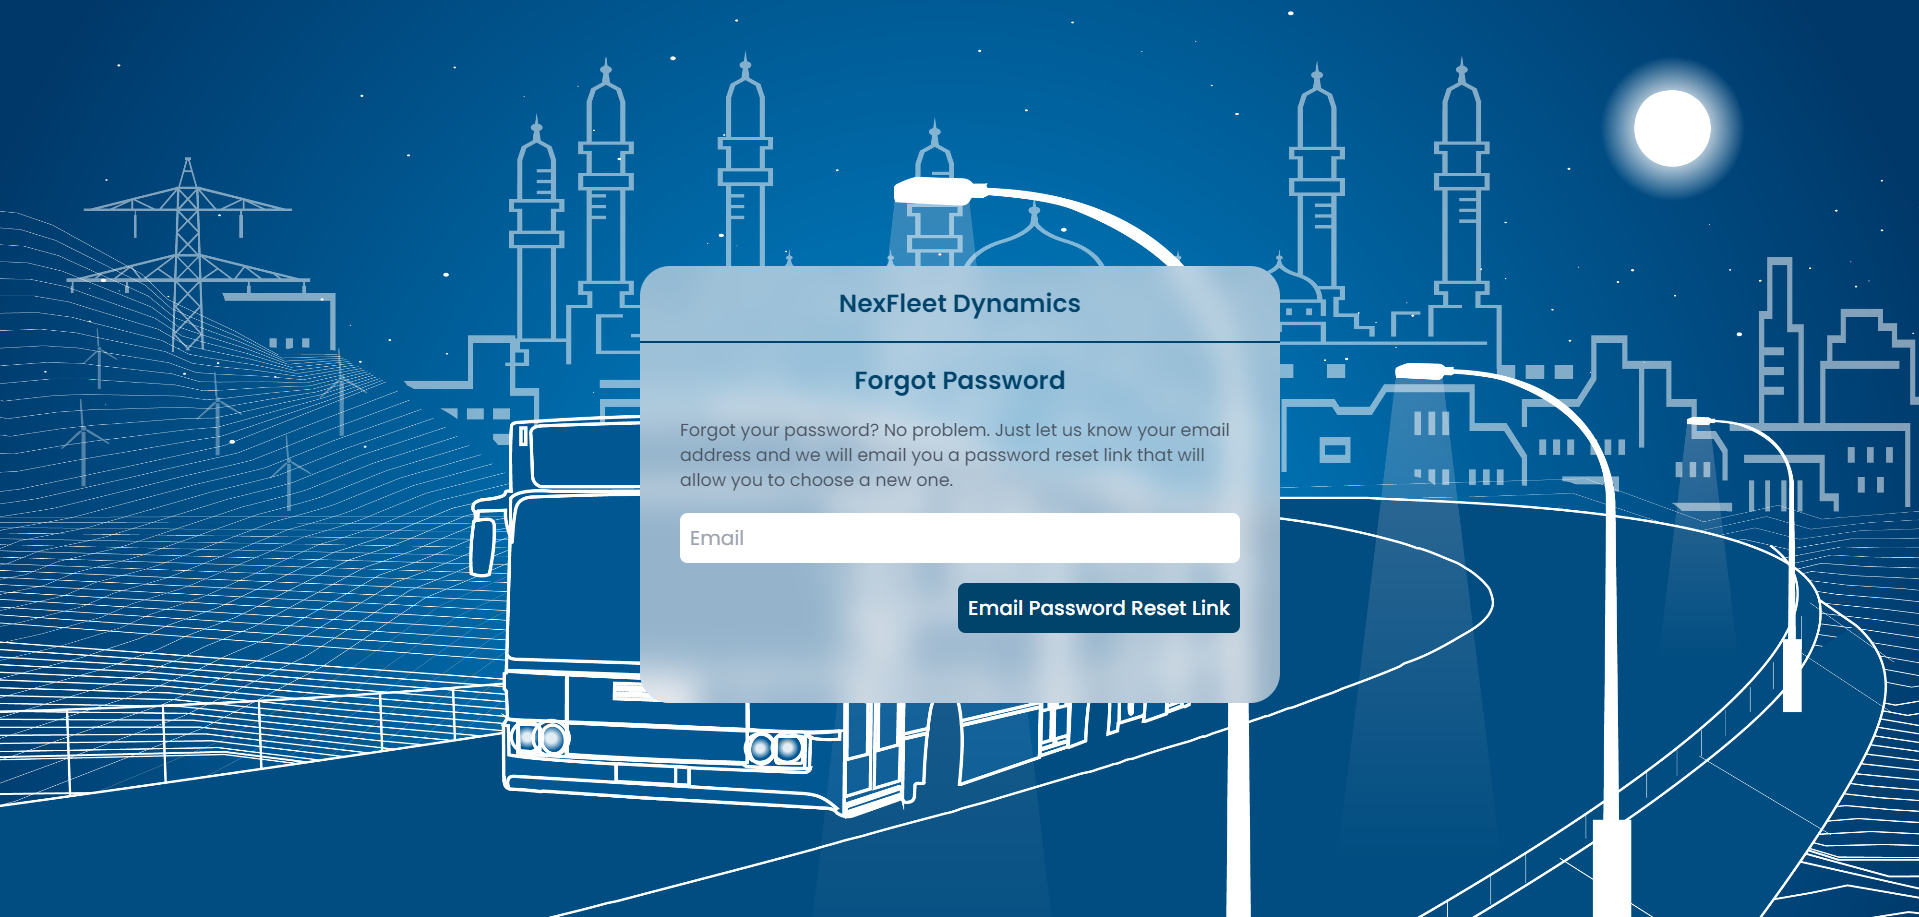 NexFleet Dynamics
Forgot Password
Forgot your password? No problem. Just let us know your email
address and we will email you a password reset link that will
allow you to choose a new one.
Email
Email Password Reset Link